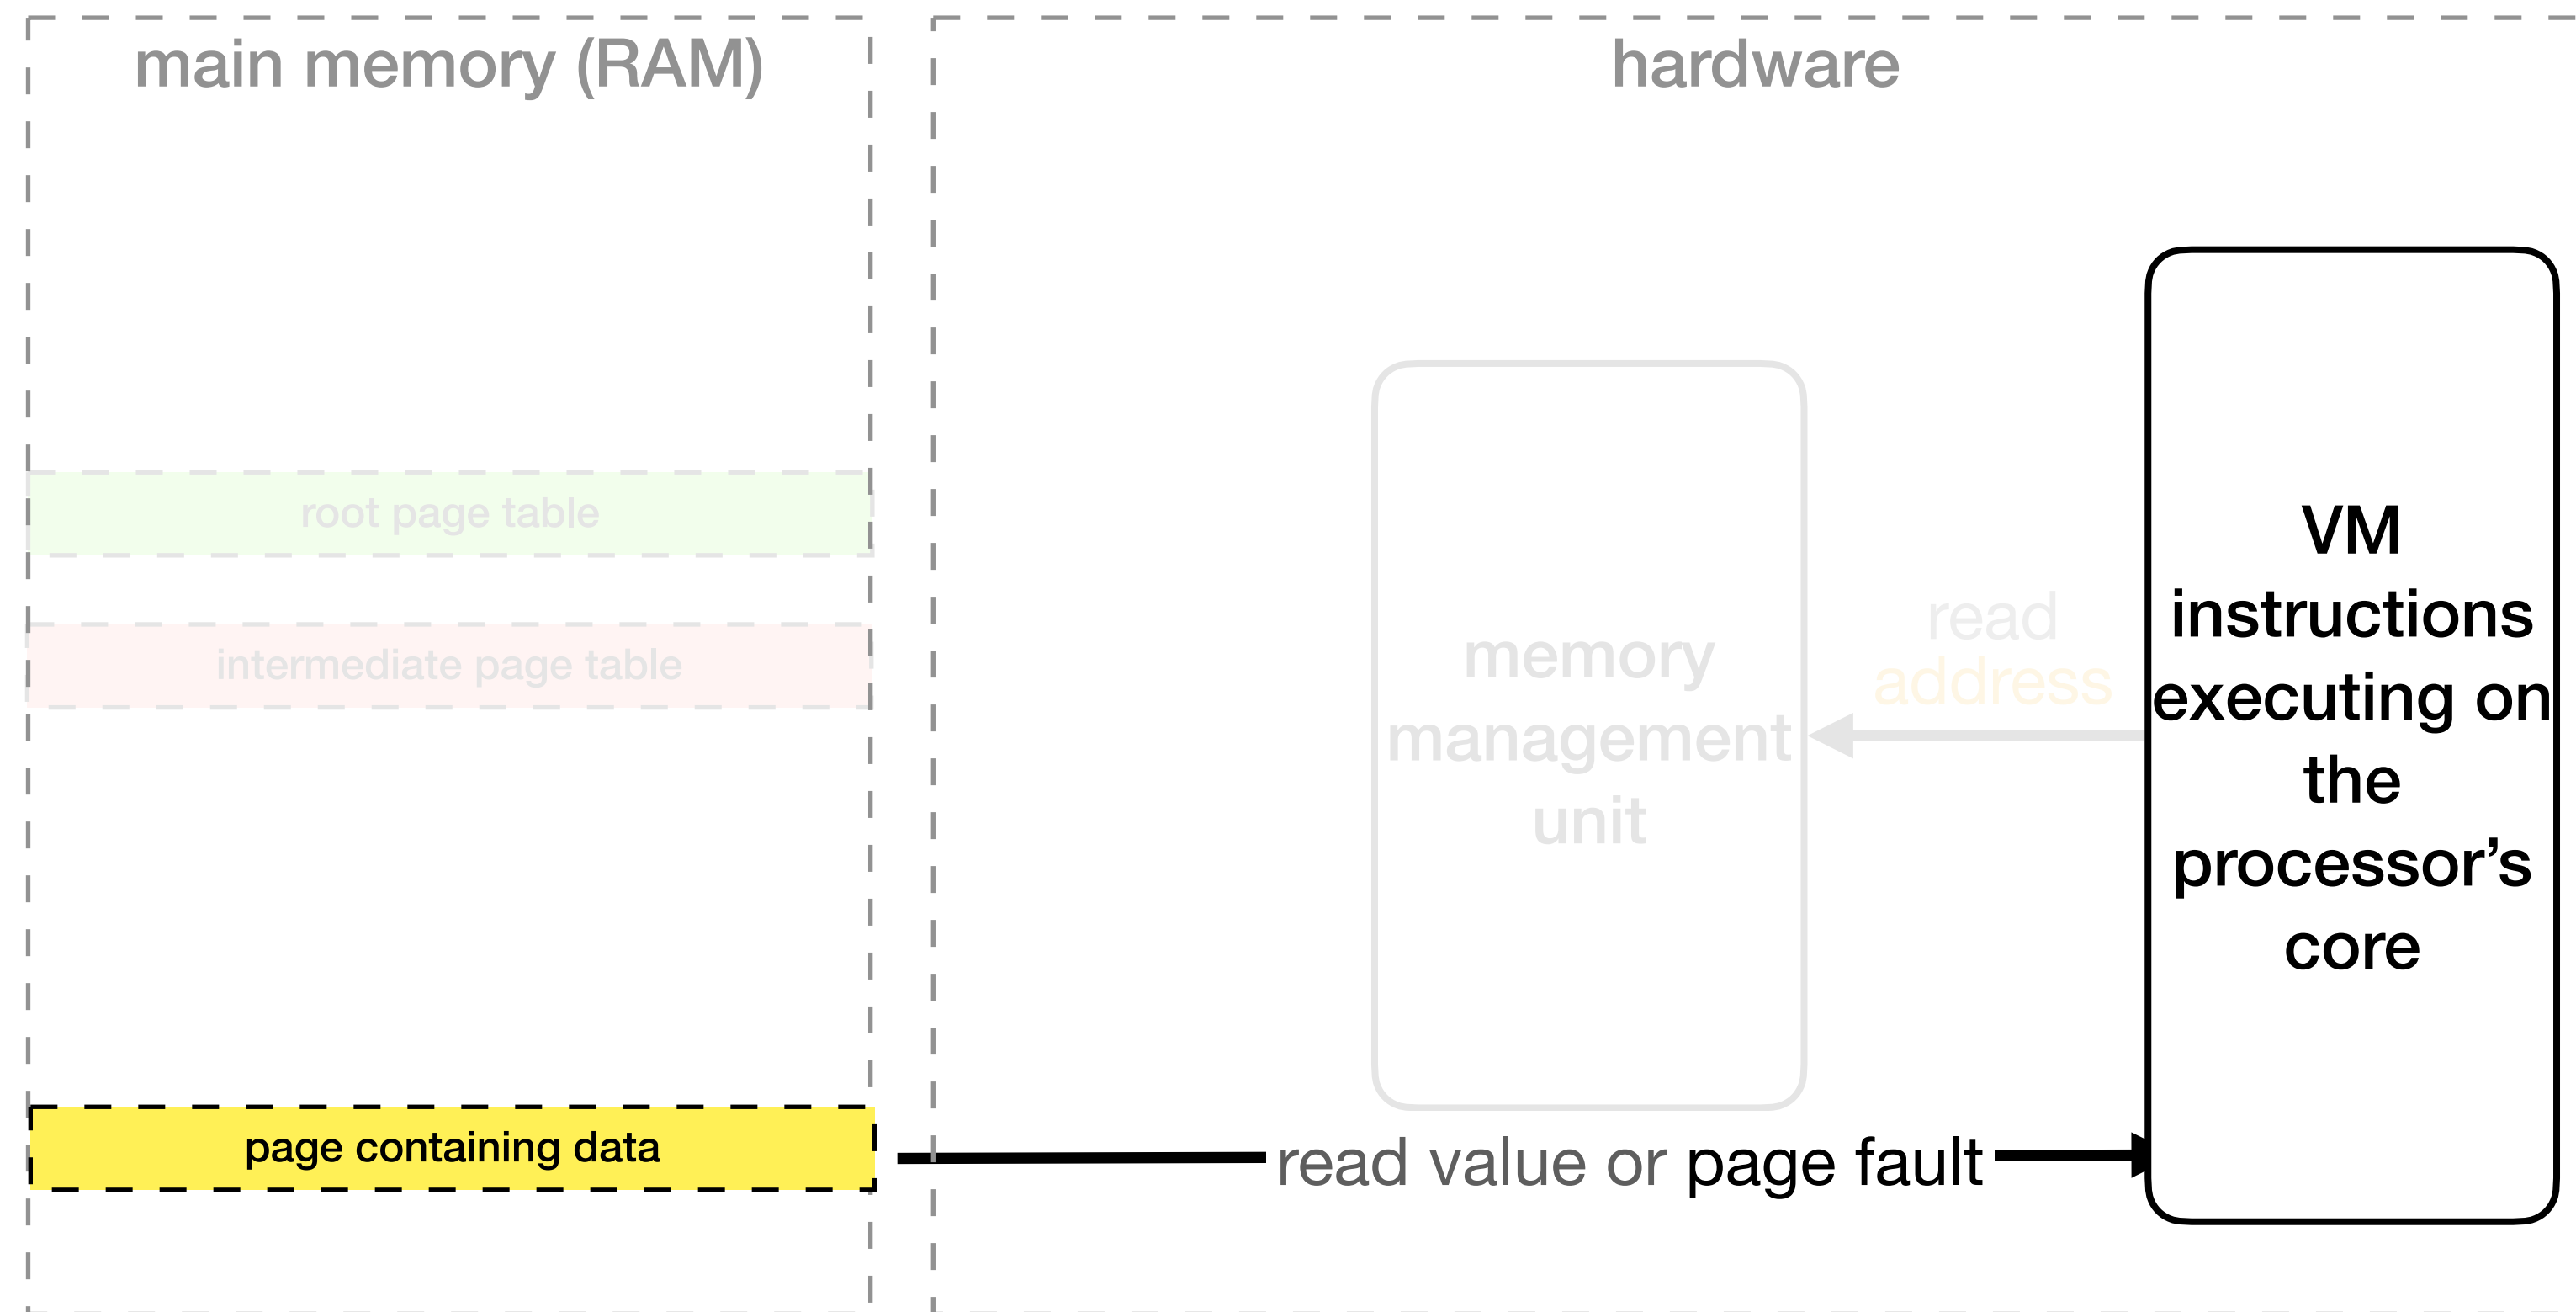 main memory (RAM)
hardware
root page table
intermediate page table
page containing data
memory
management
unit
read
address
VM
instructions
executing on
the
processor’s
core
read value or page fault